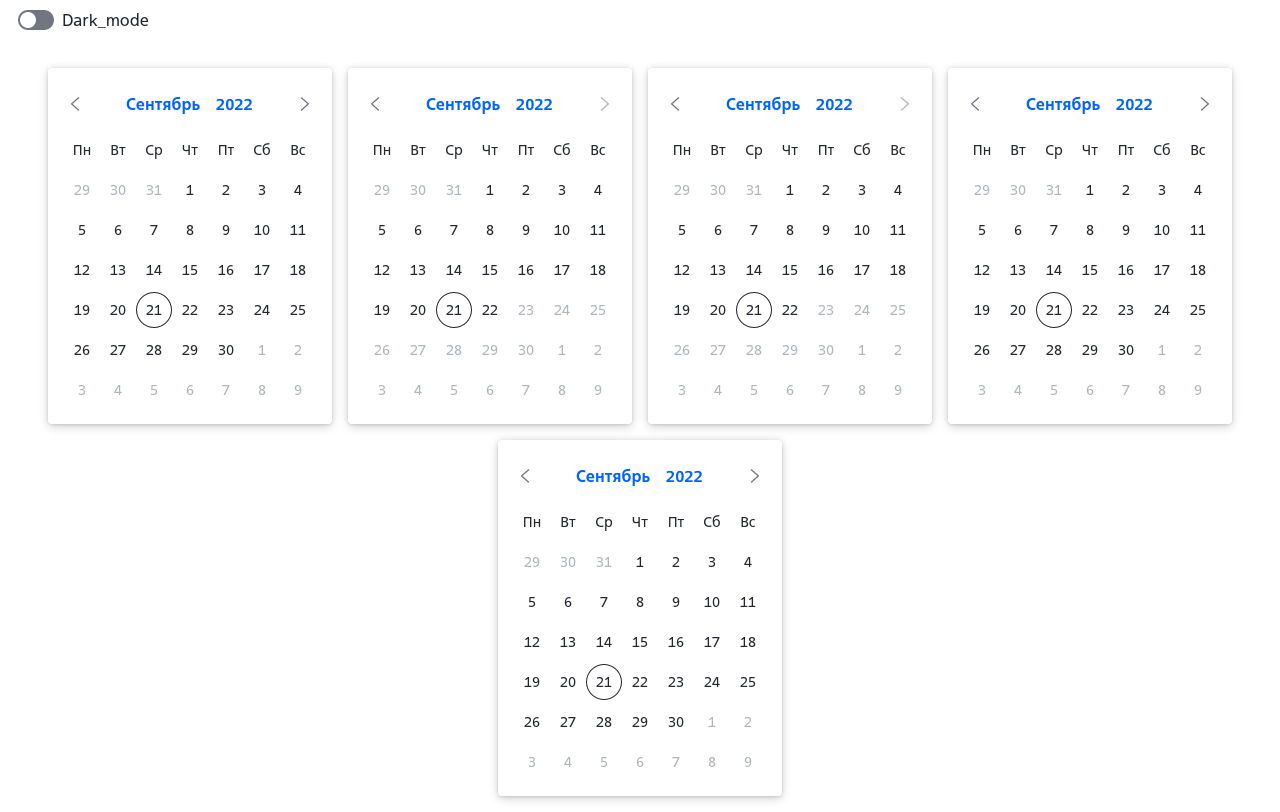 Dark_mode
Сентябрь 2022 Сентябрь 2022 Сентябрь 2022 Сентябрь 2022
Пн Вт Ср Чт Пт Сб Вс Пн Вт Ср Чт Пт Сб Вс Пн Вт Ср Чт Пт Сб Вс Пн Вт Ср Чт Пт Сб Вс
29 30 31 1 2 3 4 29 30 31 1 2 3 4 29 30 31 1 2 3 4 29 30 31 1 2 3 4
5 6 7 8 9 10 11 5 6 7 8 9 10 11 5 6 7 8 9 10 11 5 6 7 8 9 10 11
12 13 14 15 16 17 18 12 13 14 15 16 17 18 12 13 14 15 16 17 18 12 13 14 15 16 17 18
19 20 21 22 23 24 25 19 20 21 22 23 24 25 19 20 21 22 23 24 25 19 20 21 22 23 24 25
26 27 28 29 30 1 2 26 27 28 29 30 1 2 26 27 28 29 30 1 2 26 27 28 29 30 1 2
3 4 5 6 7 8 9 3 4 5 6 7 8 9 3 4 5 6 7 8 9 3 4 5 6 7 8 9
Сентябрь 2022
Пн Вт Ср Чт Пт Сб Вс
29 30 31 1 2 3 4
5 6 7 8 9 10 11
12 13 14 15 16 17 18
19 20 21 22 23 24 25
26 27 28 29 30 1 2
3 4 5 6 7 8 9